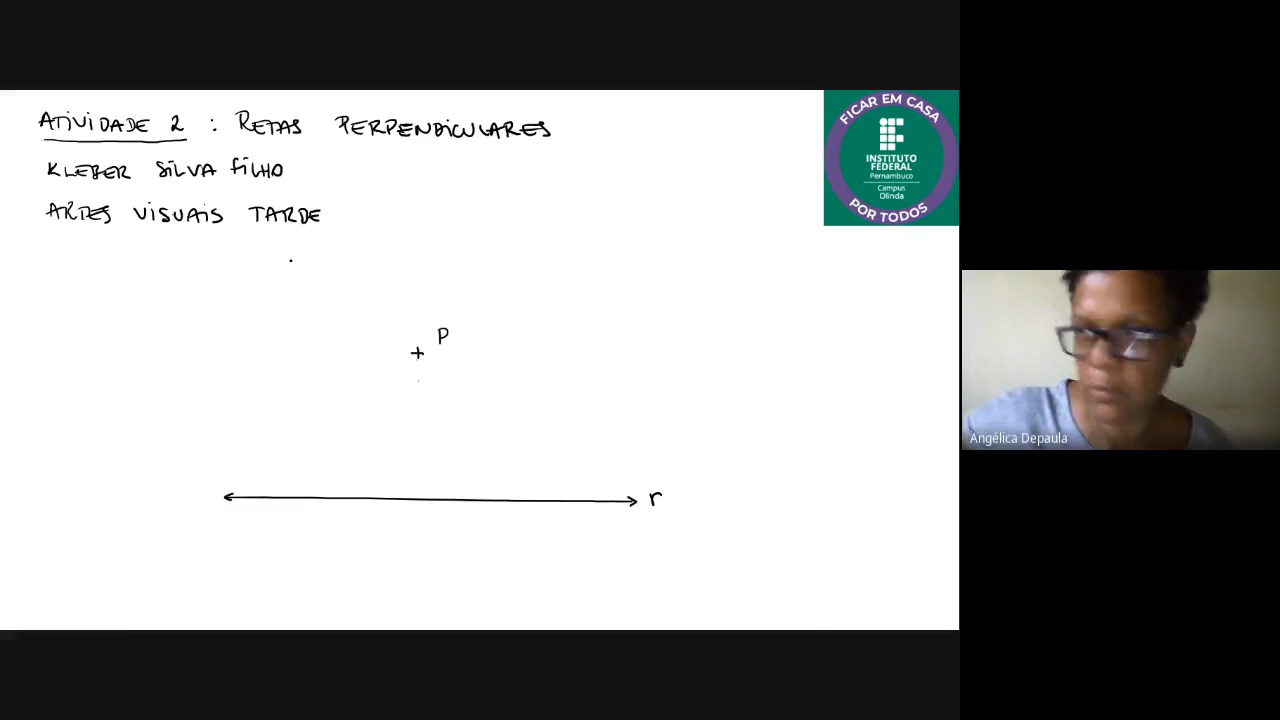 ATIVIDADE 2 : RETAS PERPENDICULARES
KLEBER SILVA FILHO
ARTES VISUAIS TARDE
FICAR EM CASA
INSTITUTO
FEDERAL
Pernambuco
Campus
Olinda
POR TODOS
P
r
Angélica Depaula